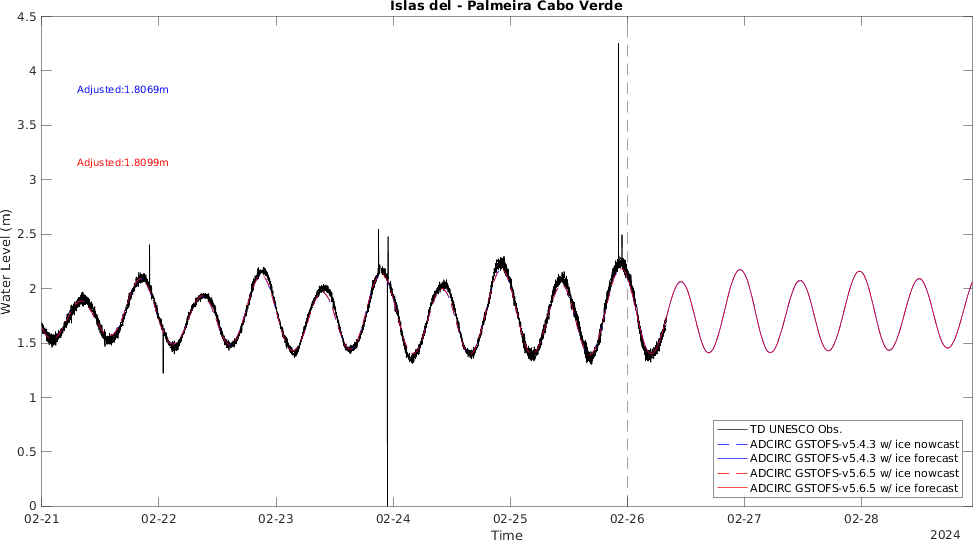 Islas del - Palmeira Cabo Verde
4.5
4
3.5
3
2.5
2
1.5
1
0.5
0
Water Level (m)
Adjusted:1.8069m
Adjusted:1.8099m
TD UNESCO Obs.
ADCIRC GSTOFS-v5.4.3 w/ ice nowcast
ADCIRC GSTOFS-v5.4.3 w/ ice forecast
ADCIRC GSTOFS-v5.6.5 w/ ice nowcast
ADCIRC GSTOFS-v5.6.5 w/ ice forecast
02-21 02-22 02-23 02-24 02-25 02-26 02-27 02-28
Time
2024